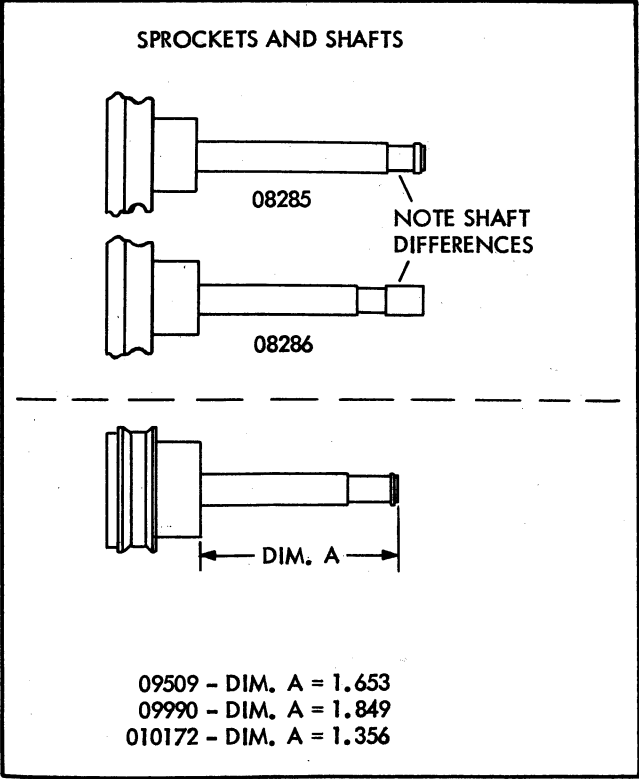 SPROCKETS AND SHAFTS
08285
NOTE SHAFT
DIFFERENCES
08286
DIM. A
09509 - DIM. A = 1.653
09990 - DIM. A = 1.849
010172 - DIM. A = 1.356